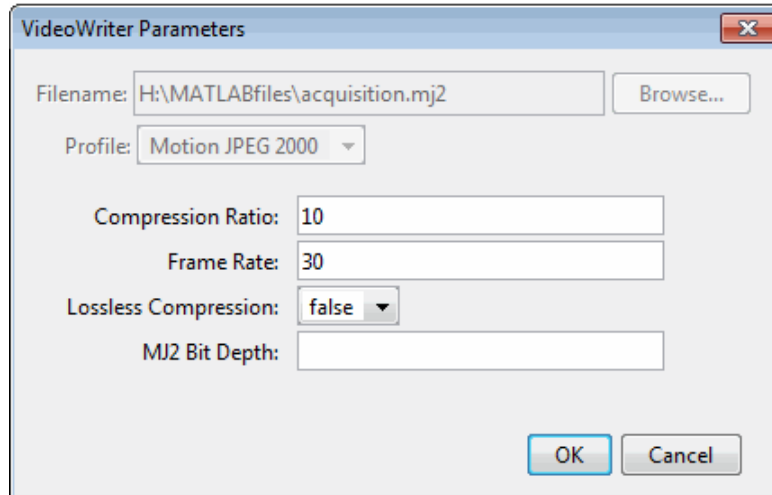 VideoWriter Parameters
Filename: H:\MATLABfiles\acquisition.mj2 Browse...
Profile: Motion JPEG 2000
Compression Ratio: 10
Frame Rate: 30
Lossless Compression: false
MJ2 Bit Depth:
OK Cancel